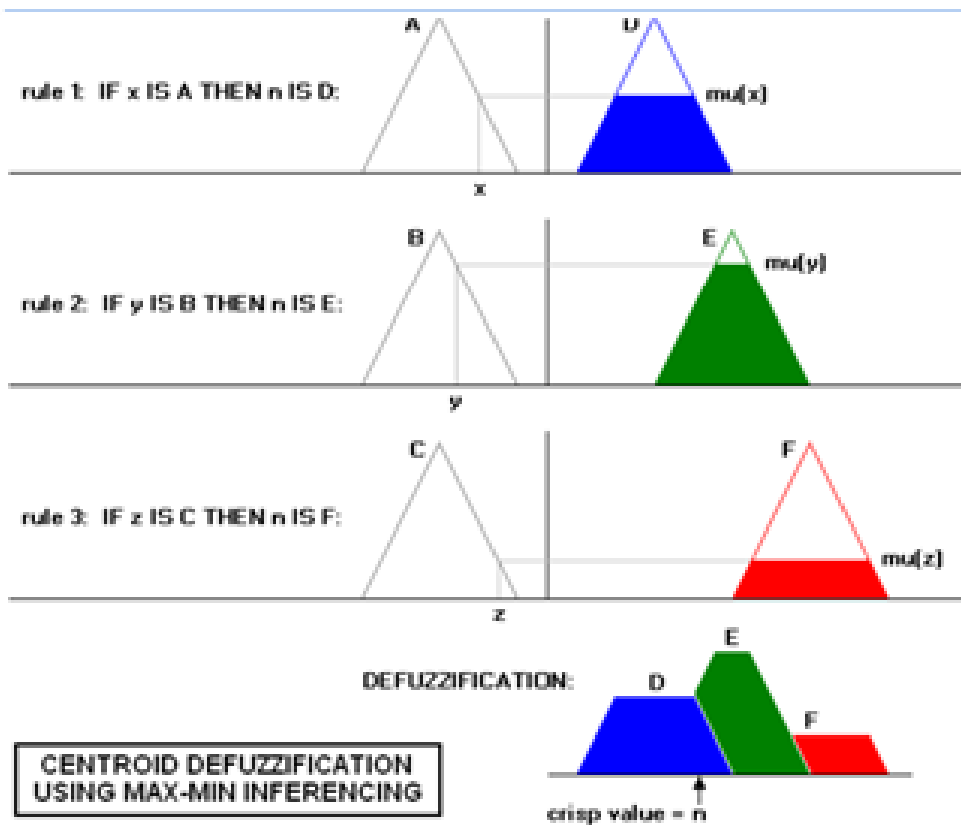 A
D
rule 1: IF x IS A THEN n IS D:
mu(x)
x
B
E
mu(y)
rule 2: IF y IS B THEN n IS E:
y
C
F
rule 3: IF z IS C THEN n IS F:
mu(z)
z
E
DEFUZZIFICATION:
D
F
CENTROID DEFUZZIFICATION
USING MAX-MIN INFERENCING
crisp value = n